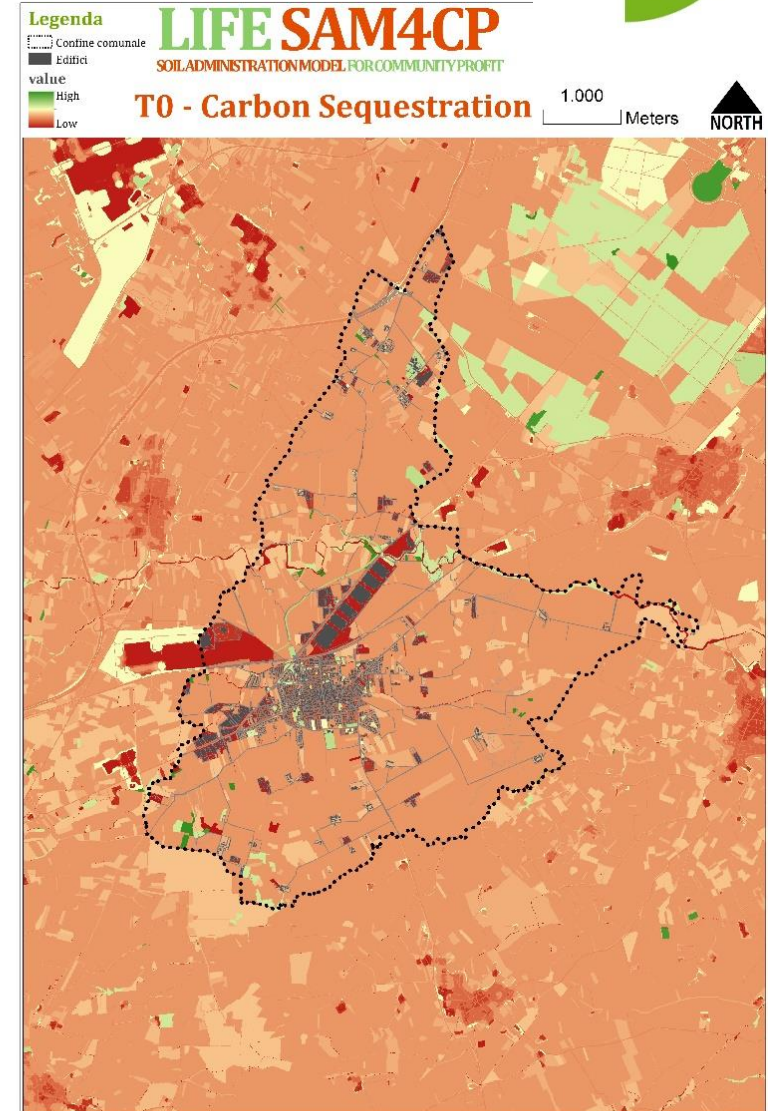 Legenda
Confine comunale
Edifici
value
High
Low
LIFE SAM4CP
SOIL ADMINISTRATION MODEL FOR COMMUNITY PROFIT
T0 - Carbon Sequestration
1.000
Meters
NORTH